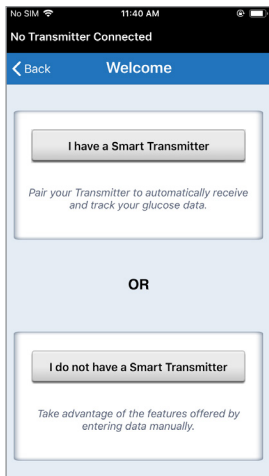 No SIM 11:40 AM
No Transmitter Connected
Back Welcome
I have a Smart Transmitter
Pair your Transmitter to automatically receive
and track your glucose data.
OR
I do not have a Smart Transmitter
Take advantage of the features offered by
entering data manually.